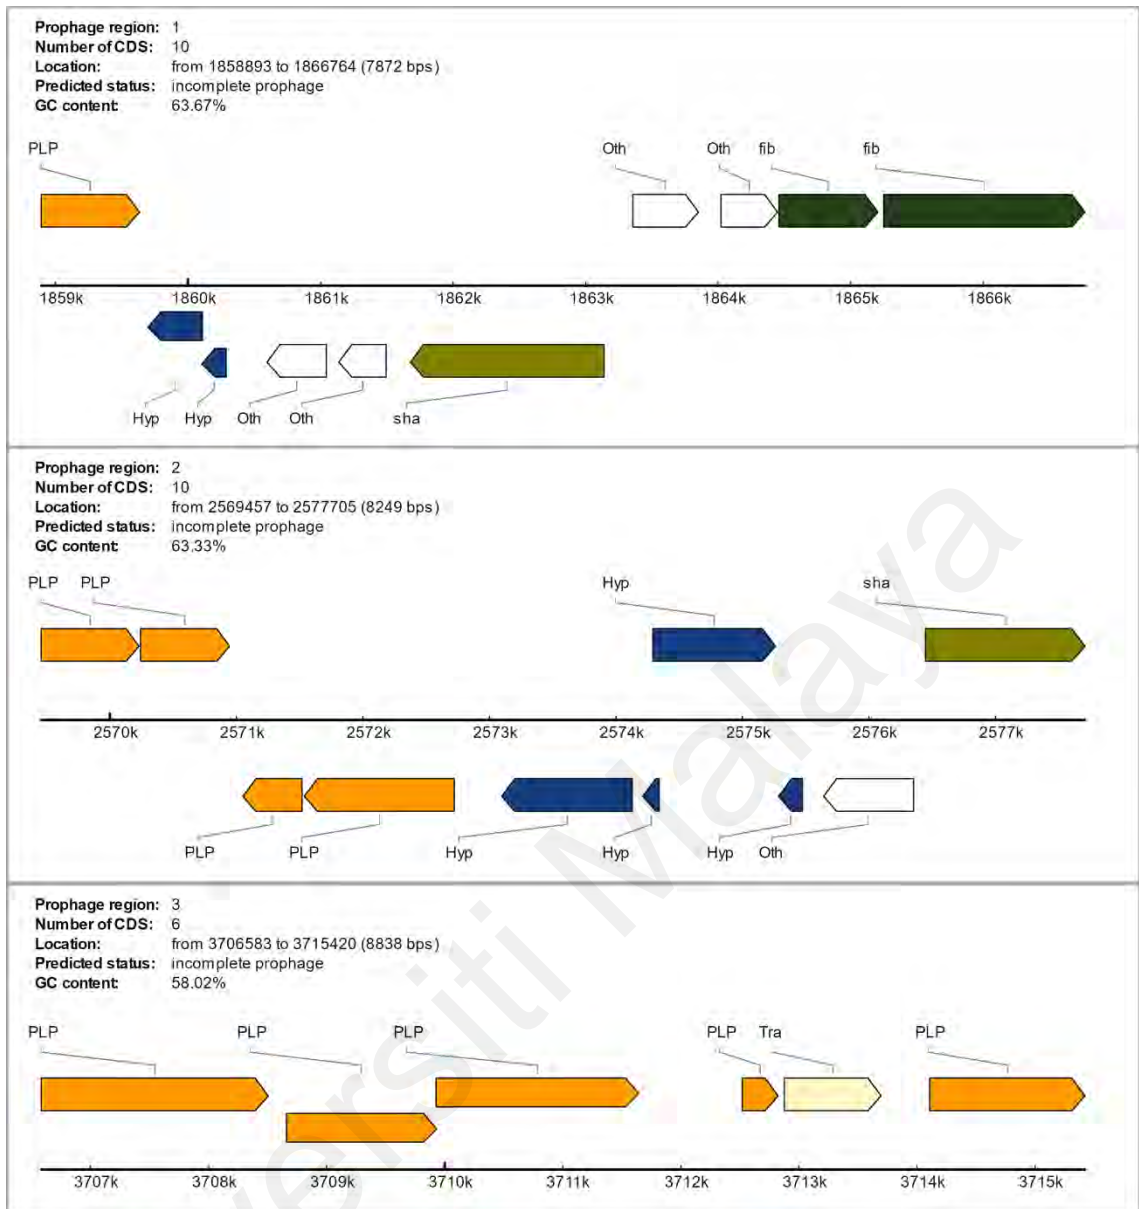 Prophage region: 1
Number of CDS: 10
Location: from 1858893 to 1866764 (7872 bps)
Predicted status: incomplete prophage
GC content: 63.67%
PLP Oth Oth fib fib
1859k 1860k 1861k 1862k 1863k 1864k 1865k 1866k
Hyp Hyp Oth Oth sha
Prophage region: 2
Number of CDS: 10
Location: from 2569457 to 2577705 (8249 bps)
Predicted status: incomplete prophage
GC content: 63.33%
PLP PLP Hyp sha
2570k 2571k 2572k 2573k 2574k 2575k 2576k 2577k
PLP PLP Hyp Hyp Hyp Oth
Prophage region: 3
Number of CDS: 6
Location: from 3706583 to 3715420 (8838 bps)
Predicted status: incomplete prophage
GC content: 58.02%
PLP PLP PLP PLP Tra PLP
3707k 3708k 3709k 3710k 3711k 3712k 3713k 3714k 3715k
versiti Malaya